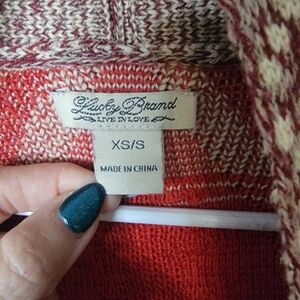 Lucky Brand
LIVE IN LOVE
XS/S
MADE IN CHINA